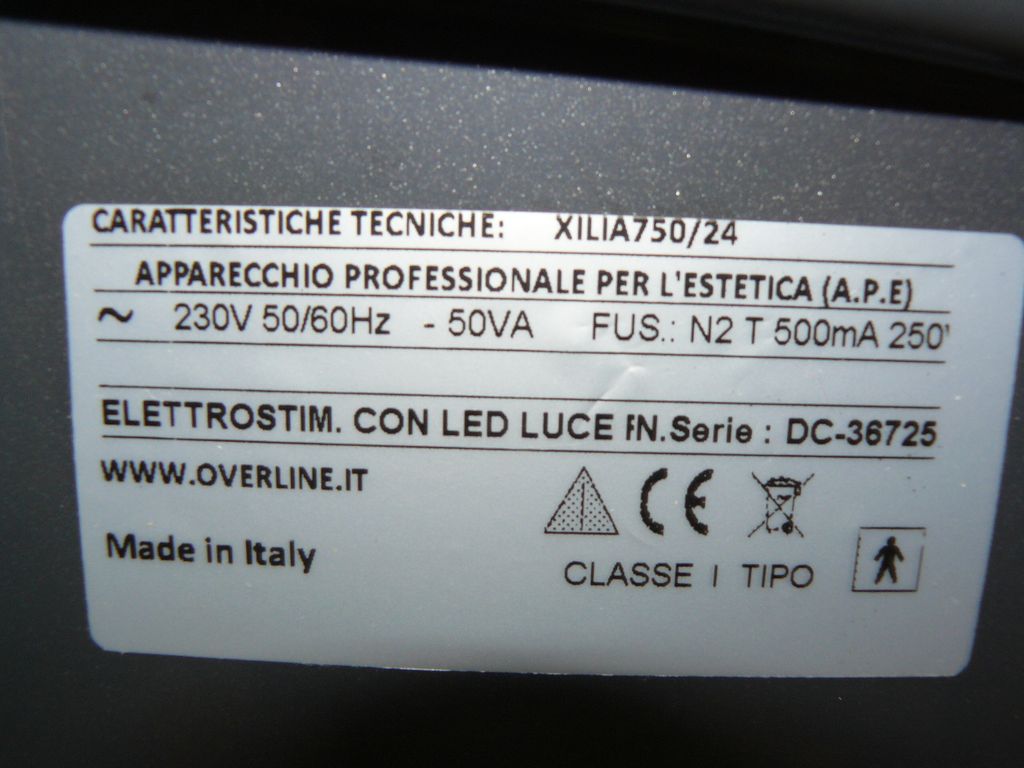 CARATTERISTICHE TECNICHE: XILIA750/24
APPARECCHIO PROFESSIONALE PER L'ESTETICA (A.P.E)
~ 230V 50/60Hz - 50VA FUS.: N2 T 500mA 250
ELETTROSTIM. CON LED LUCE N.Serie : DC-36725
WWW.OVERLINE.IT
CE
Made in Italy
CLASSE I TIPO